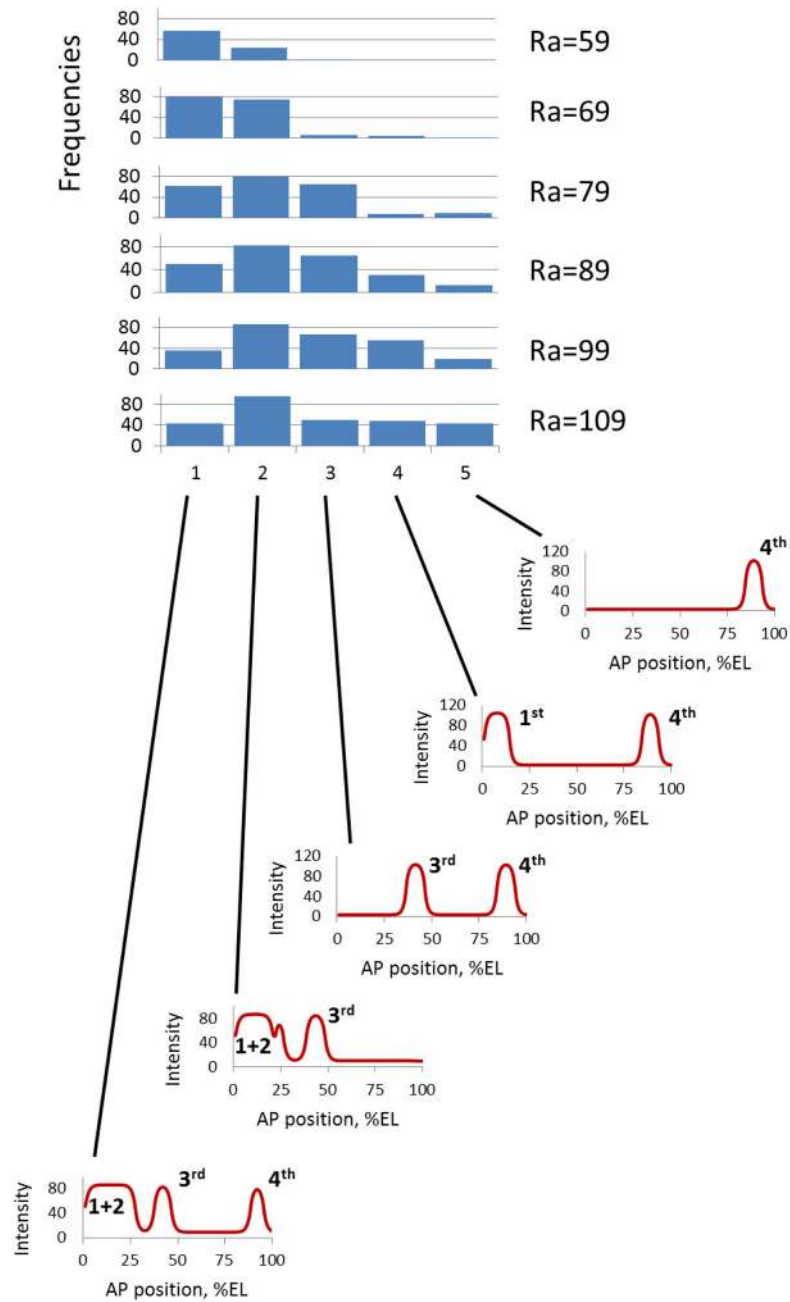 Frequencies
80
40
0
Ra=59
80
40
0
Ra=69
80
40
0
Ra=79
80
40
0
Ra=89
80
40
0
Ra=99
80
40
0
Ra=109
1 2 3 4 5
Intensity
120
80
40
0
4th
0 25 50 75 100
AP position, %EL
Intensity
120
80
40
0
1st 4th
0 25 50 75 100
AP position, %EL
Intensity
120
80
40
0
3rd 4th
0 25 50 75 100
AP position, %EL
Intensity
80
40
0
1+2 3rd
0 25 50 75 100
AP position, %EL
Intensity
80
40
0
1+2 3rd 4th
0 25 50 75 100
AP position, %EL